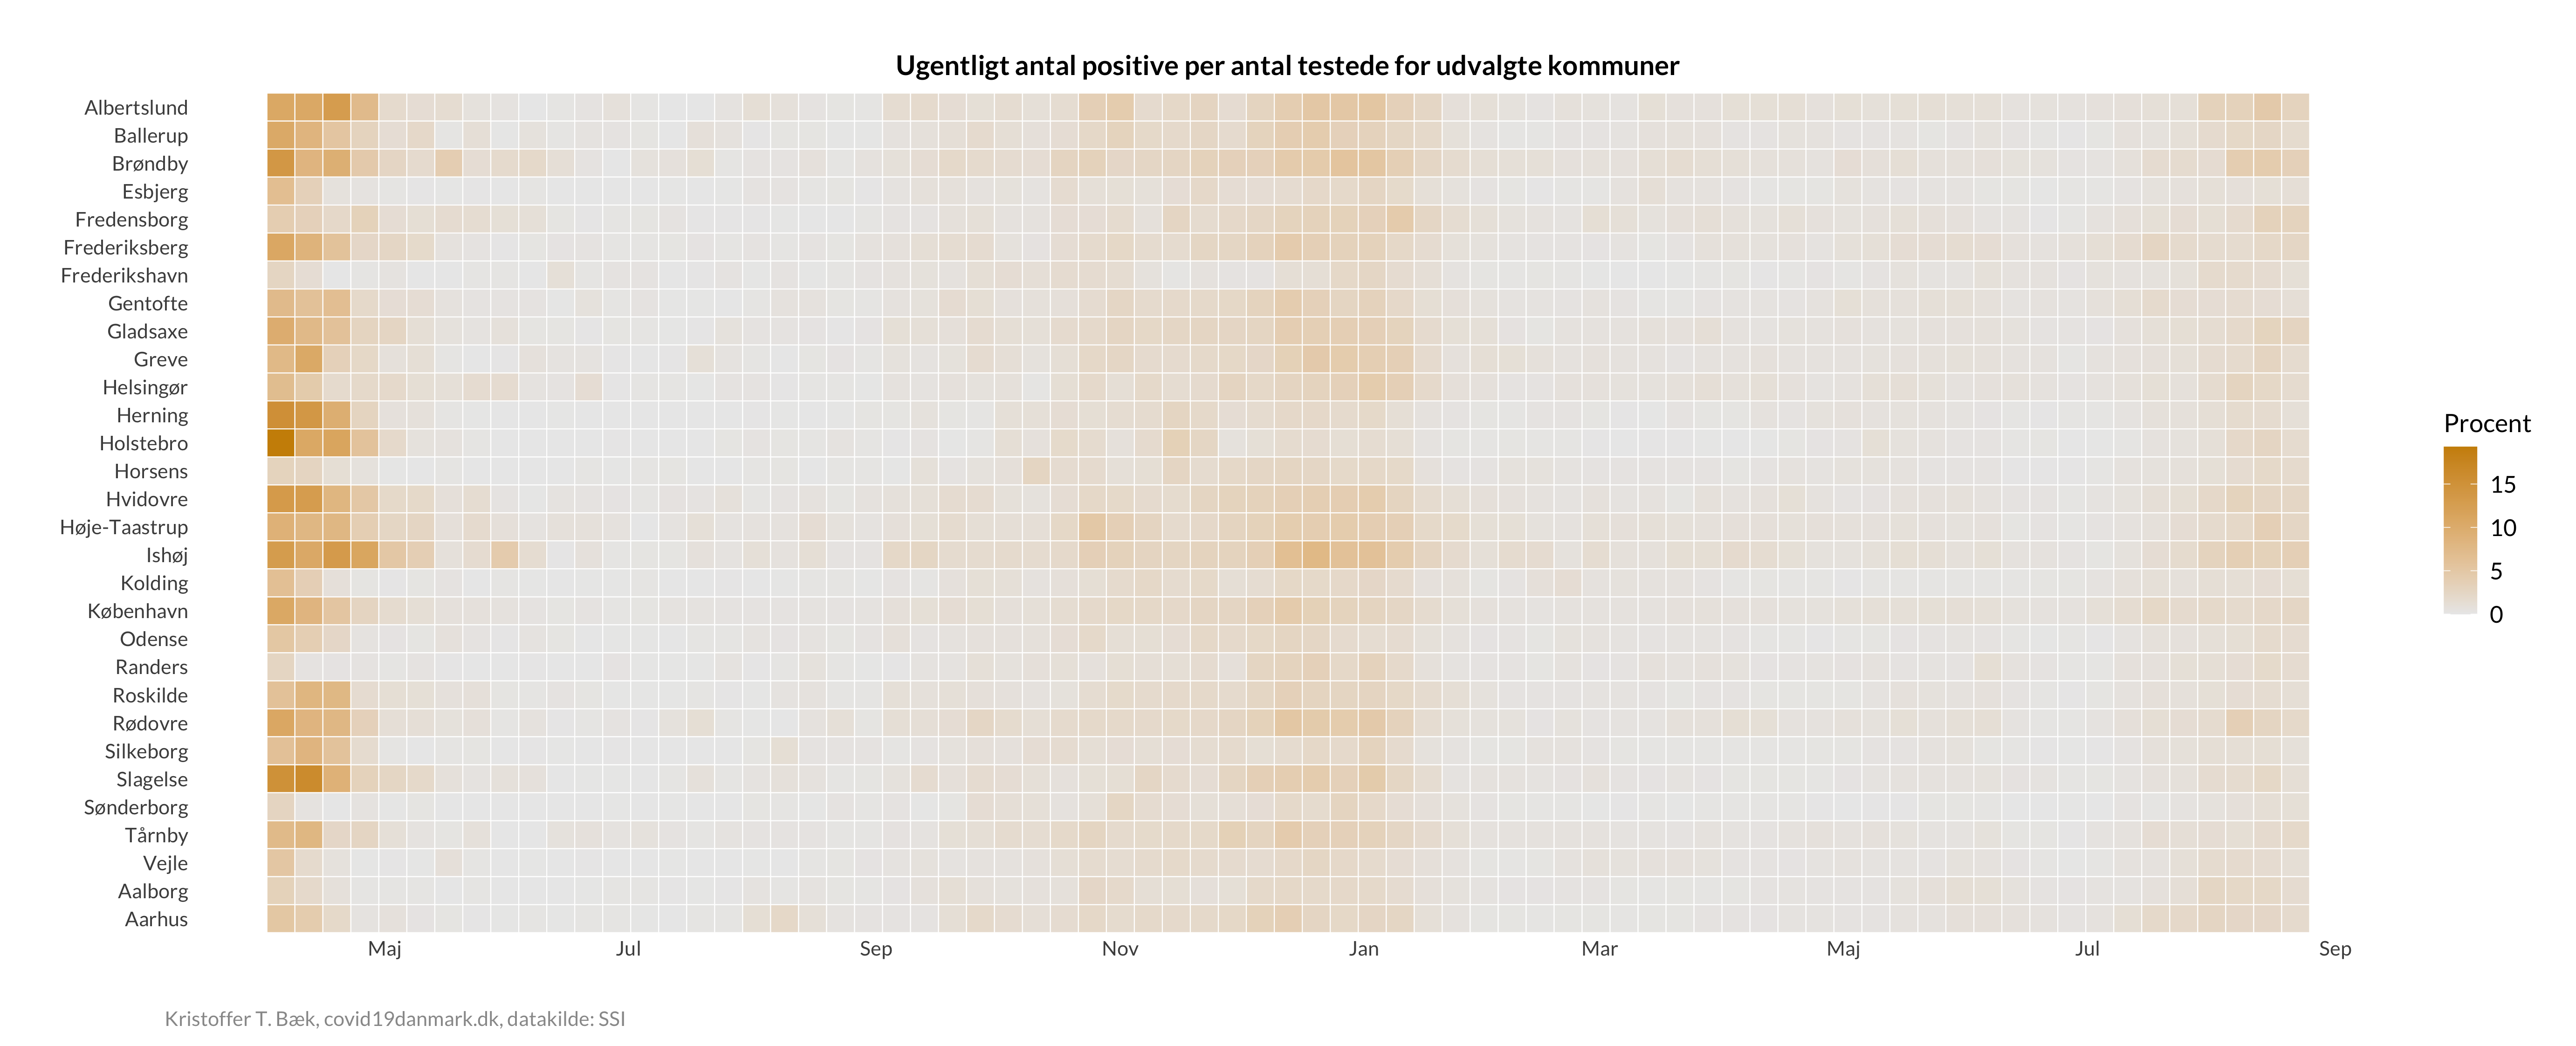 Ugentligt antal positive per antal testede for udvalgte kommuner
Albertslund
Ballerup
Brøndby
Esbjerg
Fredensborg
Frederiksberg
Frederikshavn
Gentofte
Gladsaxe
Greve
Helsingør
Herning
Holstebro
Horsens
Hvidovre
Høje-Taastrup
Ishøj
Kolding
København
Odense
Randers
Roskilde
Rødovre
Silkeborg
Slagelse
Sønderborg
Tårnby
Vejle
Aalborg
Aarhus
Maj Jul Sep Nov Jan Mar Maj Jul Sep
Procent
15
10
5
0
Kristoffer T. Bæk, covid19danmark.dk, datakilde: SSI